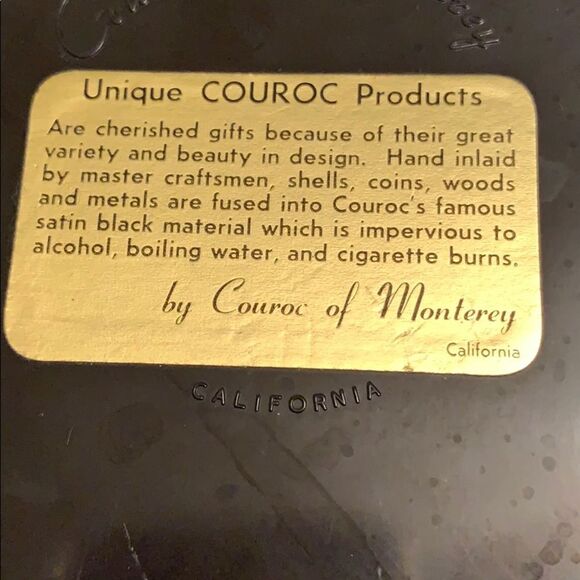 Unique COUROC Products
Are cherished gifts because of their great
variety and beauty in design. Hand inlaid
by master craftsmen, shells, coins, woods
and metals are fused into Couroc's famous
satin black material which is impervious to
alcohol, boiling water, and cigarette burns.
by Couroc of Monterey
California
CALIFORNIA